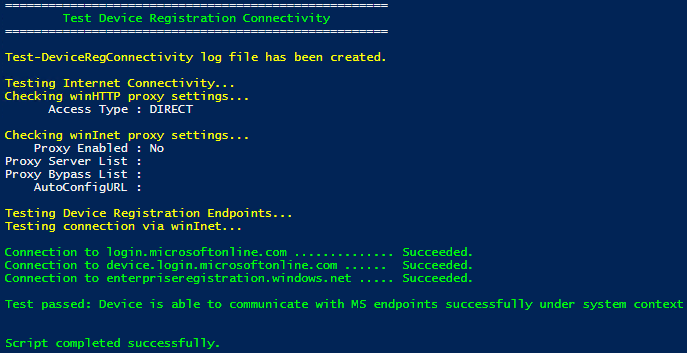 =====================================================
Test Device Registration Connectivity
=====================================================
Test-DeviceRegConnectivity log file has been created.
Testing Internet Connectivity...
Checking winHTTP proxy settings...
Access Type : DIRECT
Checking winInet proxy settings...
Proxy Enabled : No
Proxy Server List :
Proxy Bypass List :
AutoConfigURL :
Testing Device Registration Endpoints...
Testing connection via winInet...
Connection to login.microsoftonline.com .............. Succeeded.
Connection to device.login.microsoftonline.com ...... Succeeded.
Connection to enterpriseregistration.windows.net ..... Succeeded.
Test passed: Device is able to communicate with MS endpoints successfully under system context
Script completed successfully.